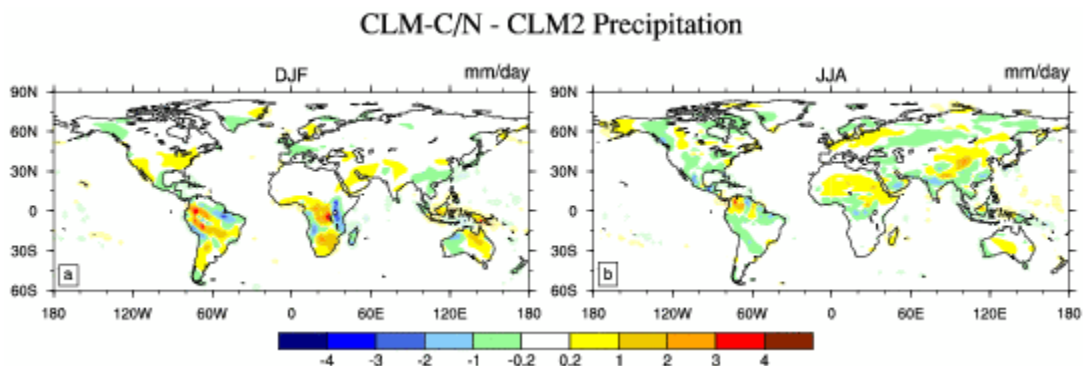 CLM-C/N - CLM2 Precipitation
DJF mm/day
JJA mm/day
90N
60N
30N
0
30S
60S
a
180 120W 60W 0 60E 120E 180
90N
60N
30N
0
30S
60S
b
180 120W 60W 0 60E 120E 180
-4 -3 -2 -1 -0.2 0.2 1 2 3 4